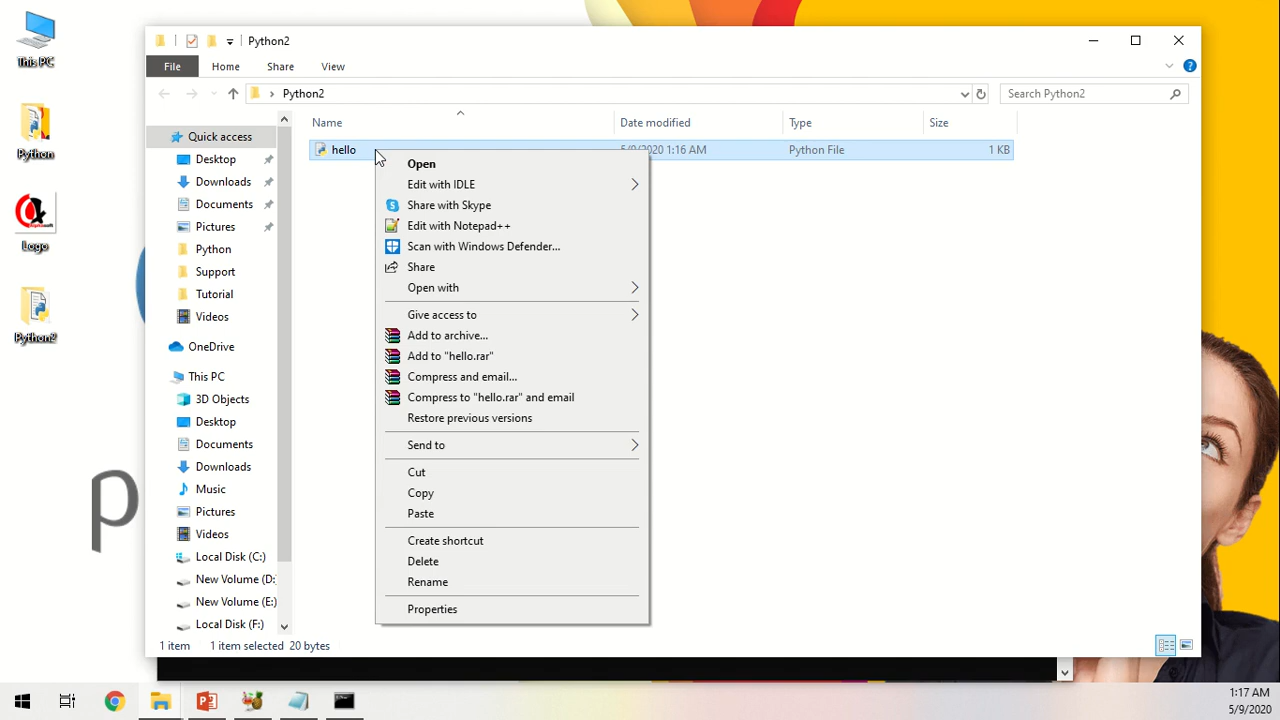 This PC
Python
Logo
Python2
Python2
File
Home
Share
View
Python2
Search Python2
Name
Date modified
Type
Size
Quick access
Desktop
Downloads
Documents
Pictures
Python
Support
Tutorial
Videos
OneDrive
This PC
3D Objects
Desktop
Documents
Downloads
Music
Pictures
Videos
Local Disk (C:)
New Volume (D:
New Volume (E:)
Local Disk (F:)
hello
5/9/2020 1:16 AM
Python File
1 KB
Open
Edit with IDLE
Share with Skype
Edit with Notepad++
Scan with Windows Defender...
Share
Open with
Give access to
Add to archive...
Add to "hello.rar"
Compress and email...
Compress to "hello.rar" and email
Restore previous versions
Send to
Cut
Copy
Paste
Create shortcut
Delete
Rename
Properties
1 item
1 item selected 20 bytes
p
1:17 AM
5/9/2020